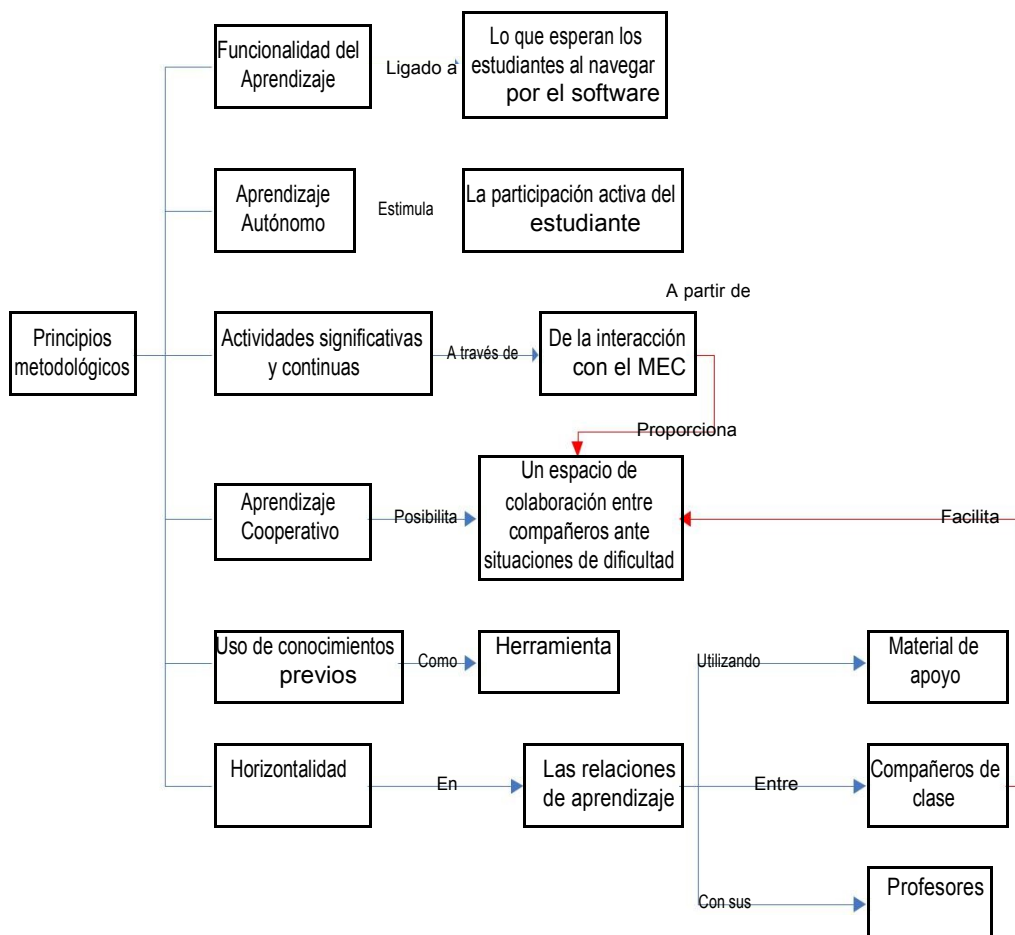 Funcionalidad del
Aprendizaje
Ligado a
Lo que esperan los
estudiantes al navegar
por el software
Aprendizaje
Autónomo
Estimula
La participación activa del
estudiante
A partir de
Principios
metodológicos
Actividades significativas
y continuas
A través de
De la interacción
con el MEC
Proporciona
Aprendizaje
Cooperativo
Posibilita
Un espacio de
colaboración entre
compañeros ante
situaciones de dificultad
Facilita
Uso de conocimientos
previos
Como
Herramienta
Utilizando
Material de
apoyo
Horizontalidad
En
Las relaciones
de aprendizaje
Entre
Compañeros de
clase
Con sus
Profesores